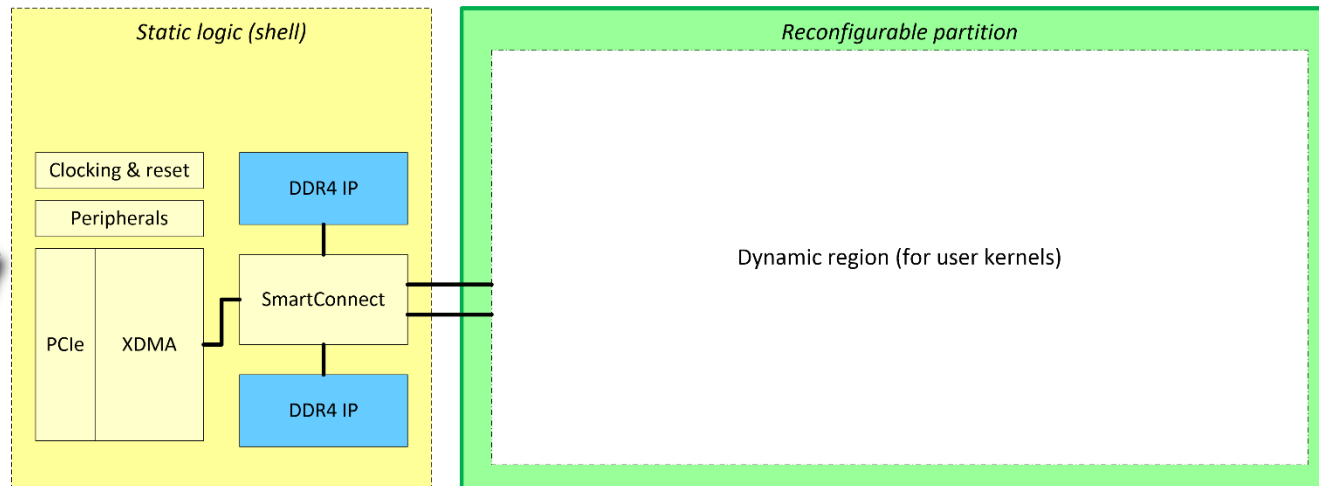 Static logic (shell)
Reconfigurable partition
Clocking & reset
Peripherals
PCIe
XDMA
DDR4 IP
SmartConnect
DDR4 IP
Dynamic region (for user kernels)